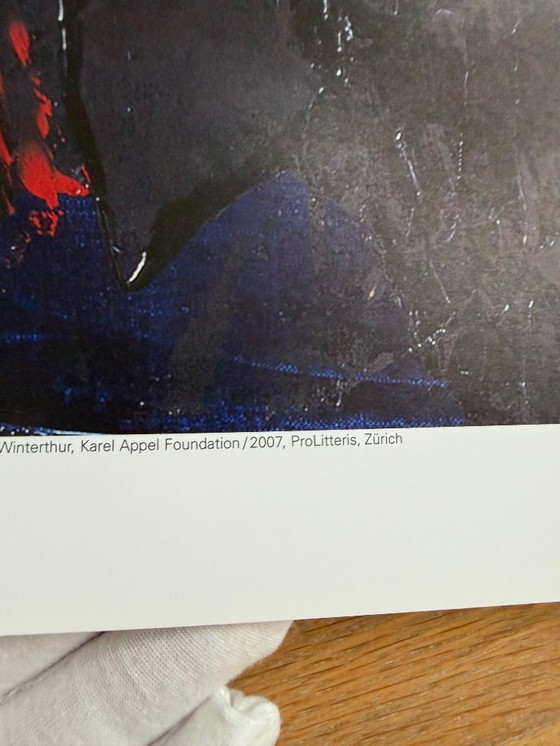 Winterthur, Karel Appel Foundation/2007, ProLitteris, Zürich